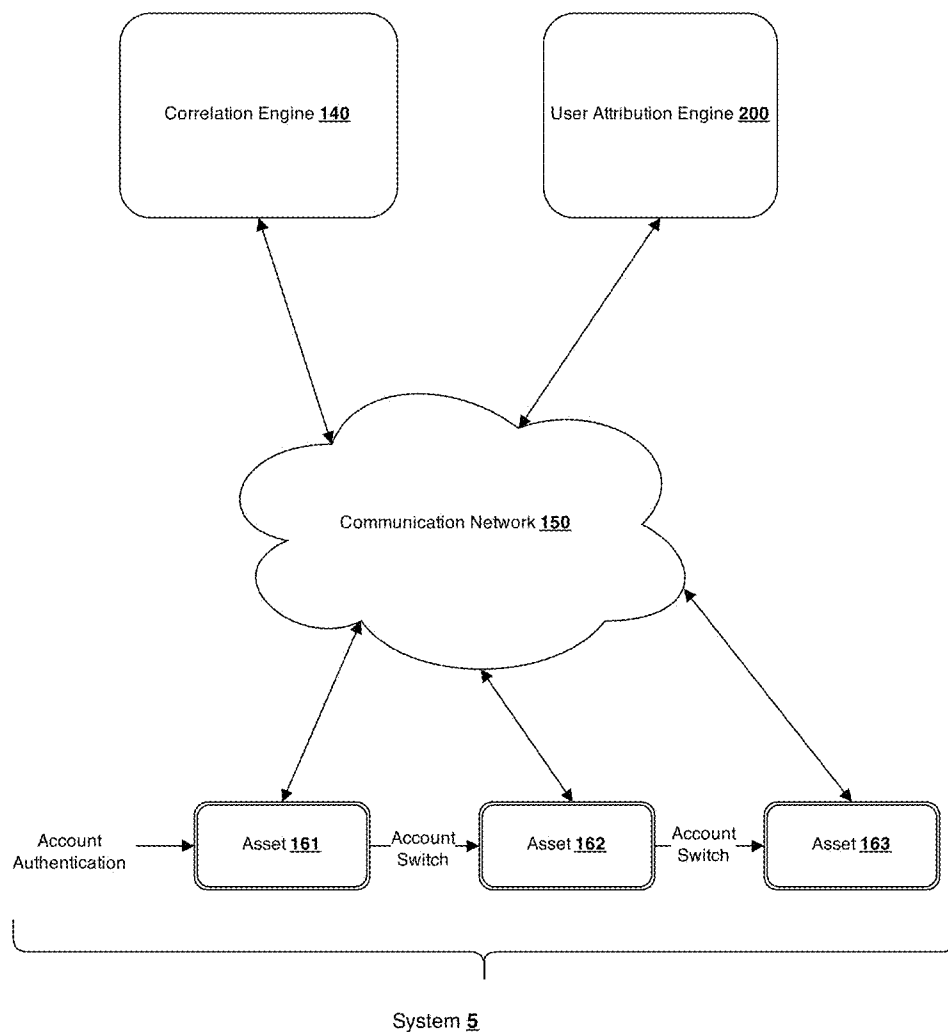 Correlation Engine 140
User Attribution Engine 200
Communication Network 150
Account
Authentication
Asset 161
Account
Switch
Asset 162
Account
Switch
Asset 163
System 5